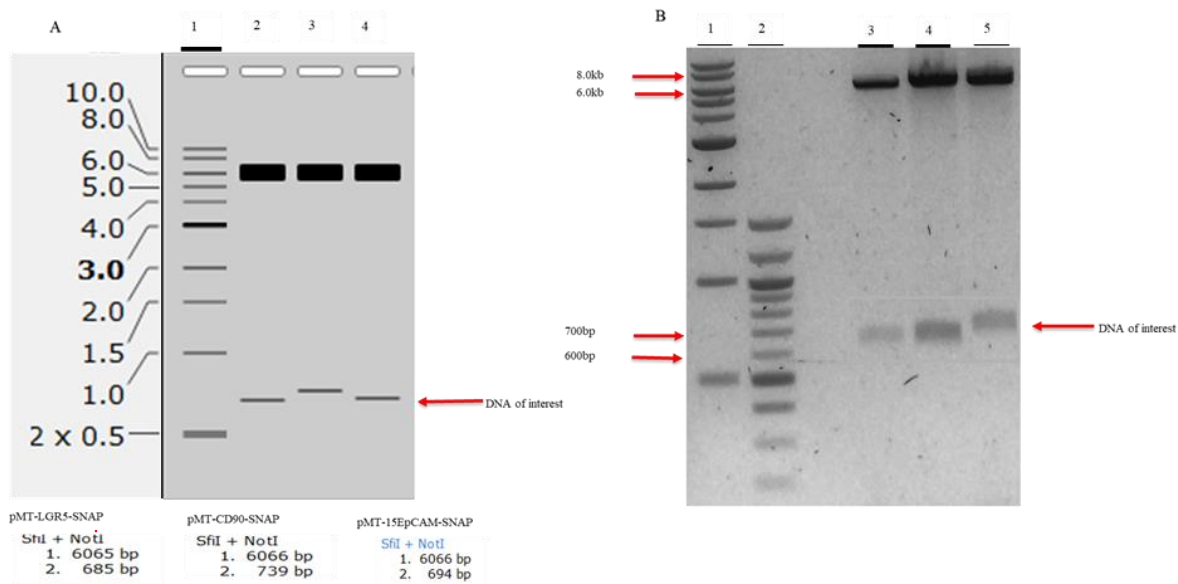 A
1 2 3 4
10.0
8.0
6.0
5.0
4.0
3.0
2.0
1.5
1.0
2 x 0.5
DNA of interest
pMT-LGR5-SNAP
SfiI + NotI
1. 6065 bp
2. 685 bp
pMT-CD90-SNAP
SfiI + NotI
1. 6066 bp
2. 739 bp
pMT-15EpCAM-SNAP
SfiI + NotI
1. 6066 bp
2. 694 bp
B
1 2 3 4 5
8.0kb
6.0kb
700bp
600bp
DNA of interest